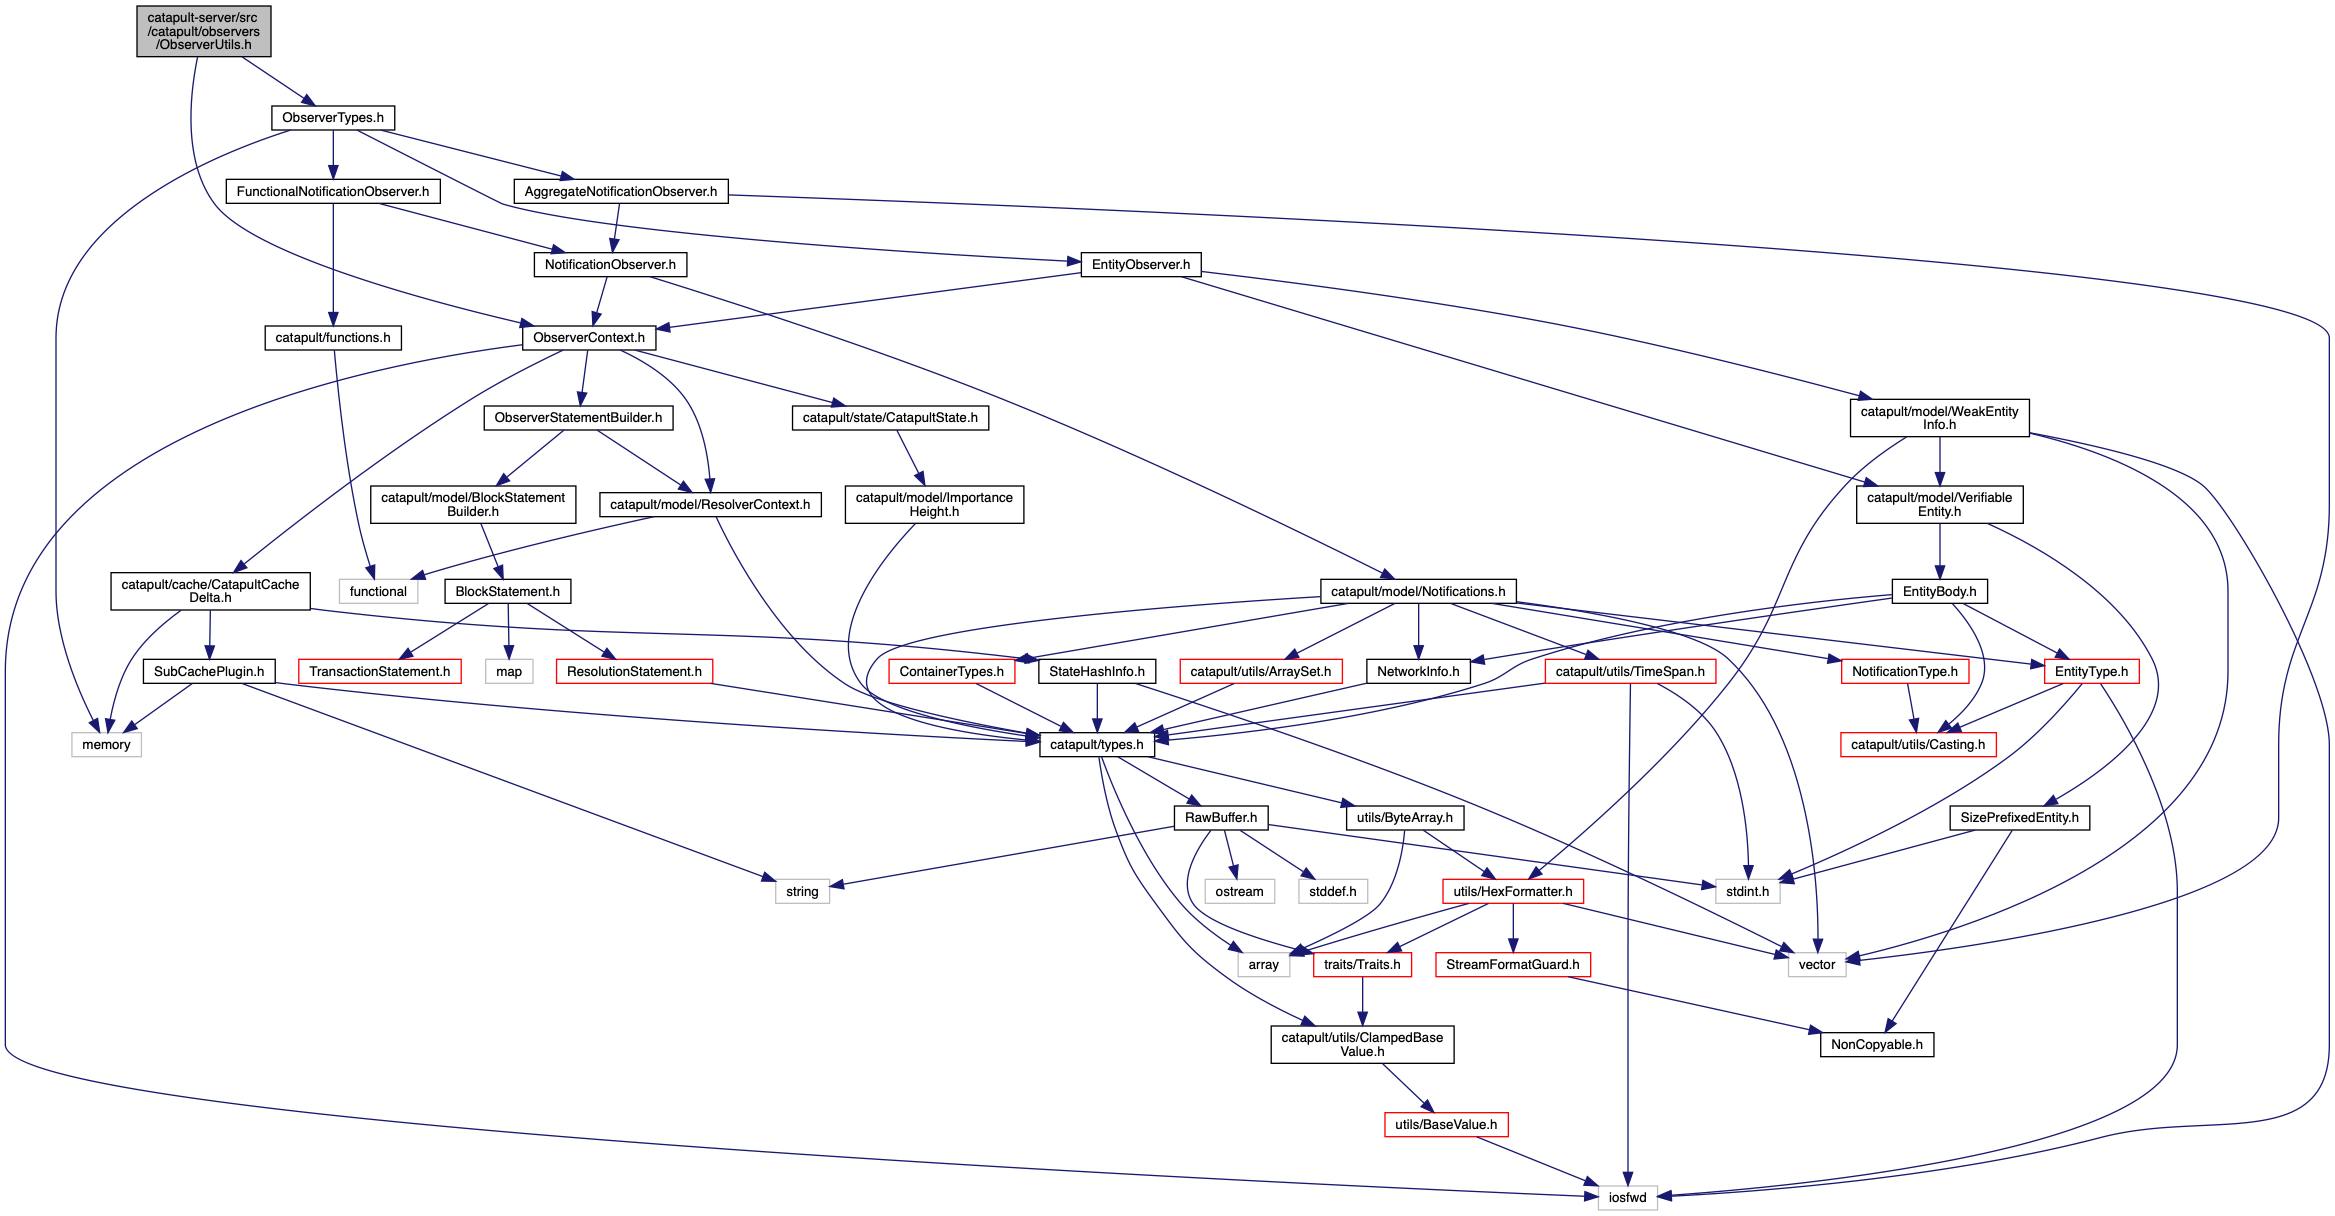 catapult-server/src
/catapult/observers
/ObserverUtils.h
ObserverTypes.h
FunctionalNotificationObserver.h
AggregateNotificationObserver.h
NotificationObserver.h
EntityObserver.h
catapult/functions.h
ObserverContext.h
ObserverStatementBuilder.h
catapult/state/CatapultState.h
catapult/model/WeakEntity
Info.h
catapult/model/BlockStatement
Builder.h
catapult/model/ResolverContext.h
catapult/model/Importance
Height.h
catapult/model/Verifiable
Entity.h
catapult/cache/CatapultCache
Delta.h
functional
BlockStatement.h
catapult/model/Notifications.h
EntityBody.h
SubCachePlugin.h
TransactionStatement.h
map
ResolutionStatement.h
ContainerTypes.h
StateHashInfo.h
catapult/utils/ArraySet.h
NetworkInfo.h
catapult/utils/TimeSpan.h
NotificationType.h
EntityType.h
memory
catapult/types.h
catapult/utils/Casting.h
RawBuffer.h
utils/ByteArray.h
SizePrefixedEntity.h
string
ostream
stddef.h
utils/HexFormatter.h
stdint.h
array
traits/Traits.h
StreamFormatGuard.h
vector
catapult/utils/ClampedBase
Value.h
NonCopyable.h
utils/BaseValue.h
iosfwd